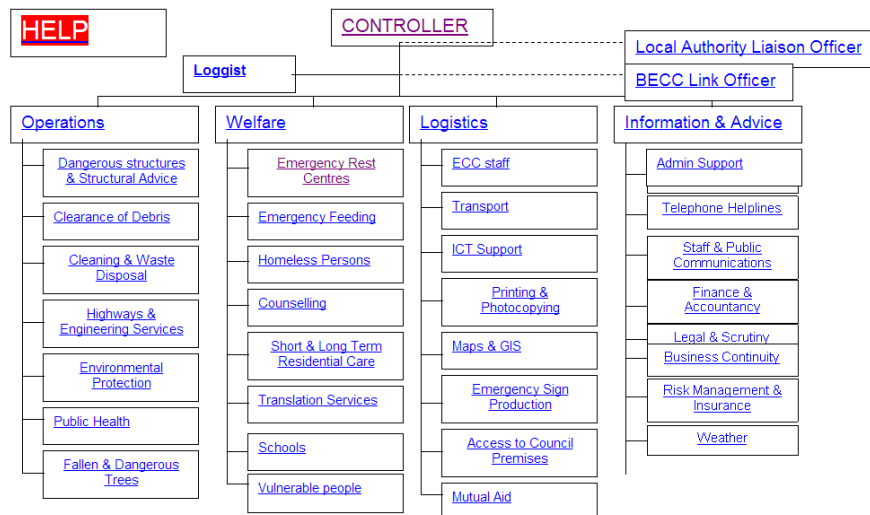 HELP
CONTROLLER
Local Authority Liaison Officer
Loggist
BECC Link Officer
Operations
Dangerous structures
& Structural Advice
Clearance of Debris
Cleaning & Waste
Disposal
Highways &
Engineering Services
Environmental
Protection
Public Health
Fallen & Dangerous
Trees
Welfare
Emergency Rest
Centres
Emergency Feeding
Homeless Persons
Counselling
Short & Long Term
Residential Care
Translation Services
Schools
Vulnerable people
Logistics
ECC staff
Transport
ICT Support
Printing &
Photocopying
Maps & GIS
Emergency Sign
Production
Access to Council
Premises
Mutual Aid
Information & Advice
Admin Support
Telephone Helplines
Staff & Public
Communications
Finance &
Accountancy
Legal & Scrutiny
Business Continuity
Risk Management &
Insurance
Weather